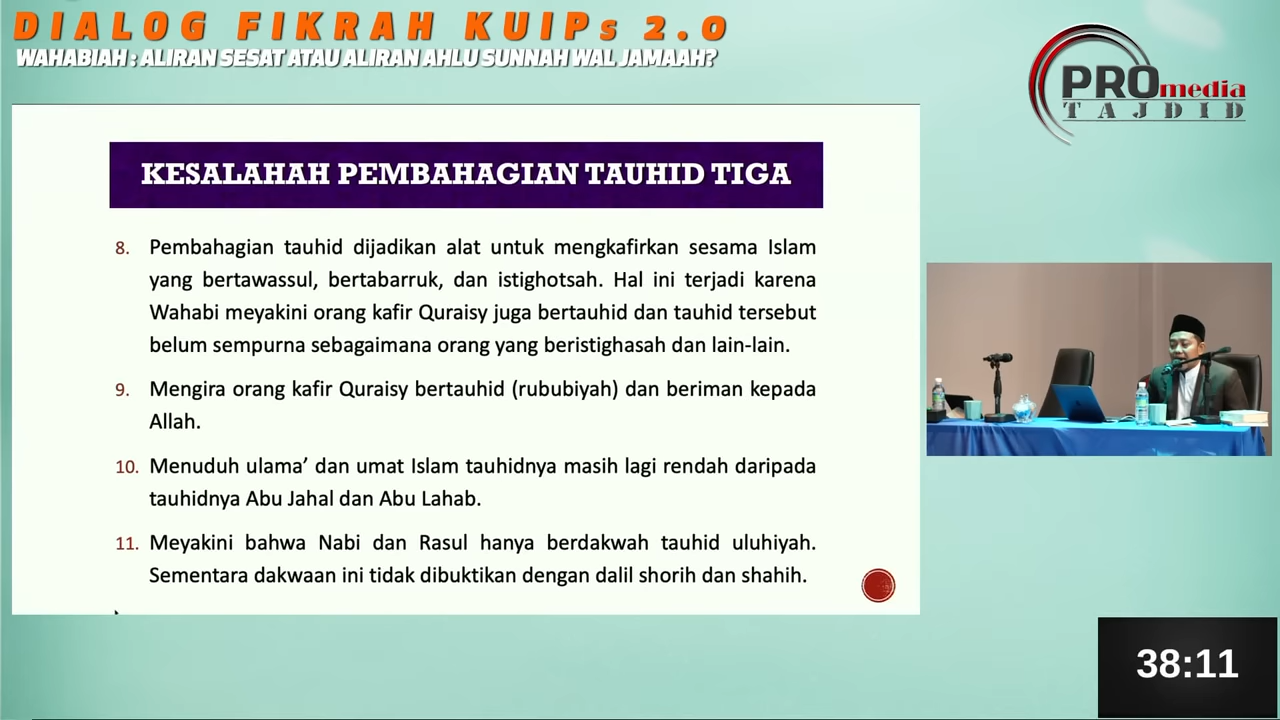 DIALOG FIKRAH KUIPs 2.0
WAHABIAH : ALIRAN SESAT ATAU ALIRAN AHLU SUNNAH WAL JAMAAH?
PROmedia
TAJDID
KESALAHAH PEMBAHAGIAN TAUHID TIGA
8. Pembahagian tauhid dijadikan alat untuk mengkafirkan sesama Islam
yang bertawassul, bertabarruk, dan istighotsah. Hal ini terjadi karena
Wahabi meyakini orang kafir Quraisy juga bertauhid dan tauhid tersebut
belum sempurna sebagaimana orang yang beristighasah dan lain-lain.
9. Mengira orang kafir Quraisy bertauhid (rububiyah) dan beriman kepada
Allah.
10. Menuduh ulama’ dan umat Islam tauhidnya masih lagi rendah daripada
tauhidnya Abu Jahal dan Abu Lahab.
11. Meyakini bahwa Nabi dan Rasul hanya berdakwah tauhid uluhiyah.
Sementara dakwaan ini tidak dibuktikan dengan dalil shorih dan shahih.
38:11